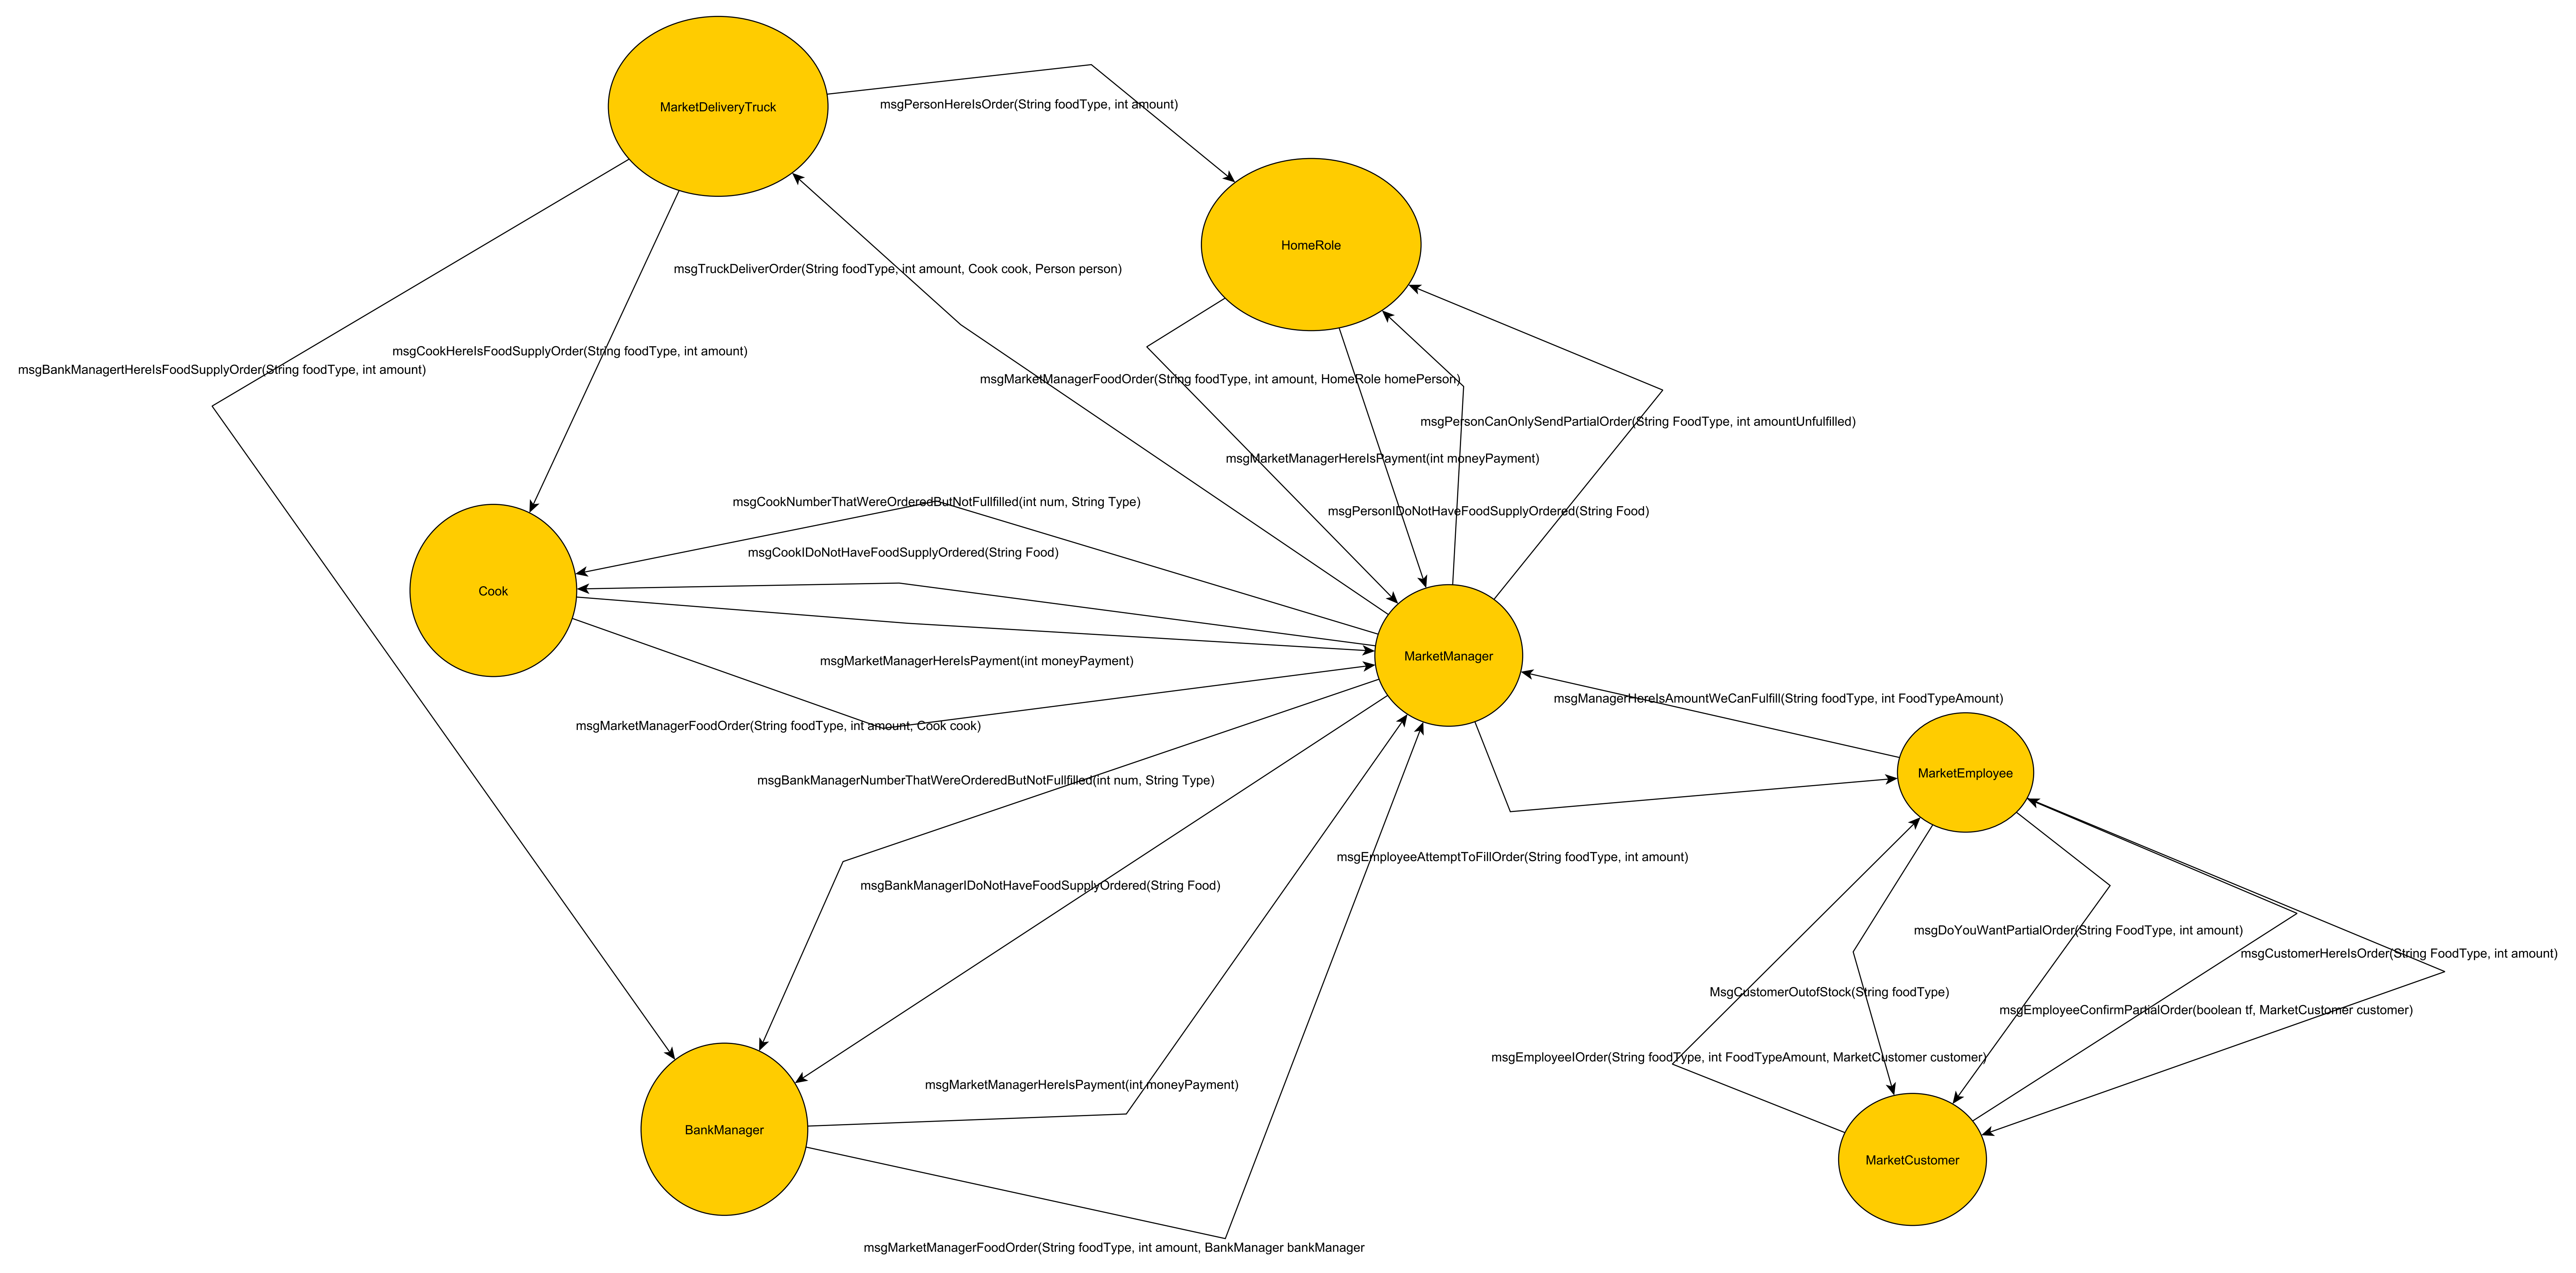 MarketDeliveryTruck
msgPersonHereIsOrder(String foodType, int amount)
HomeRole
msgTruckDeliverOrder(String foodType, int amount, Cook cook, Person person)
msgCookHereIsFoodSupplyOrder(String foodType, int amount)
msgBankManagertHereIsFoodSupplyOrder(String foodType, int amount)
msgMarketManagerFoodOrder(String foodType, int amount, HomeRole homePerson)
msgPersonCanOnlySendPartialOrder(String FoodType, int amountUnfulfilled)
msgMarketManagerHereIsPayment(int moneyPayment)
msgCookNumberThatWereOrderedButNotFullfilled(int num, String Type)
msgPersonIDoNotHaveFoodSupplyOrdered(String Food)
msgCookIDoNotHaveFoodSupplyOrdered(String Food)
Cook
MarketManager
msgMarketManagerHereIsPayment(int moneyPayment)
msgManagerHereIsAmountWeCanFulfill(String foodType, int FoodTypeAmount)
msgMarketManagerFoodOrder(String foodType, int amount, Cook cook)
MarketEmployee
msgBankManagerNumberThatWereOrderedButNotFullfilled(int num, String Type)
msgEmployeeAttemptToFillOrder(String foodType, int amount)
msgBankManagerIDoNotHaveFoodSupplyOrdered(String Food)
msgDoYouWantPartialOrder(String FoodType, int amount)
msgCustomerHereIsOrder(String FoodType, int amount)
MsgCustomerOutofStock(String foodType)
msgEmployeeConfirmPartialOrder(boolean tf, MarketCustomer customer)
msgEmployeeIOrder(String foodType, int FoodTypeAmount, MarketCustomer customer)
msgMarketManagerHereIsPayment(int moneyPayment)
BankManager
MarketCustomer
msgMarketManagerFoodOrder(String foodType, int amount, BankManager bankManager